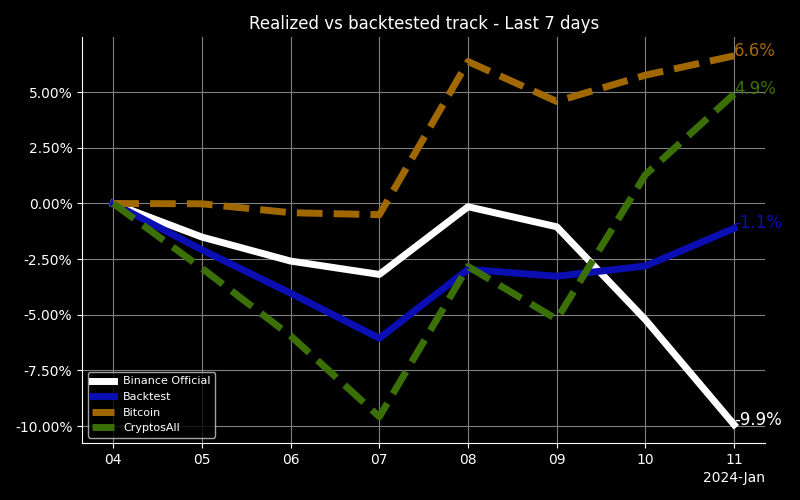 Realized vs backtested track - Last 7 days
6.6%
5.00%
4.9%
2.50%
0.00%
-1.1%
-2.50%
-5.00%
-7.50%
-10.00%
-9.9%
Binance Official
Backtest
Bitcoin
CryptosAll
04 05 06 07 08 09 10 11
2024-Jan